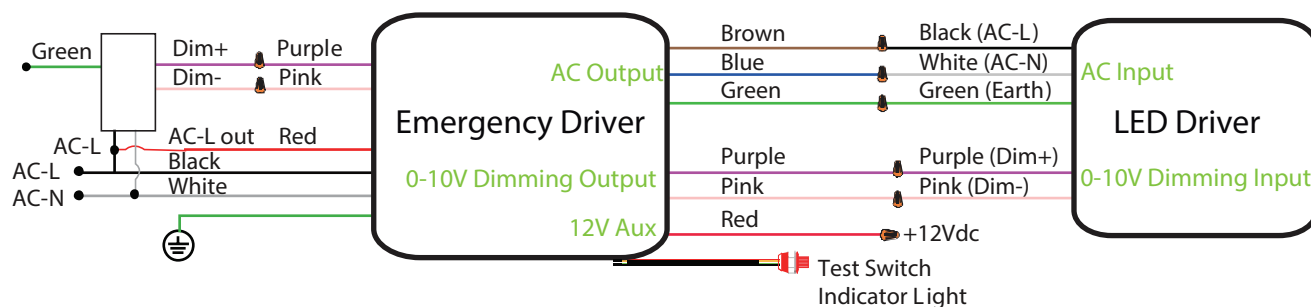 Green
Dim+ Purple
Dim- Pink
AC-L
AC-L out Red
AC-L
Black
AC-N
White
AC Output
Emergency Driver
0-10V Dimming Output
12V Aux
Brown Black (AC-L)
Blue White (AC-N)
Green Green (Earth)
Purple Purple (Dim+)
Pink Pink (Dim-)
Red +12Vdc
Test Switch
Indicator Light
AC Input
LED Driver
0-10V Dimming Input